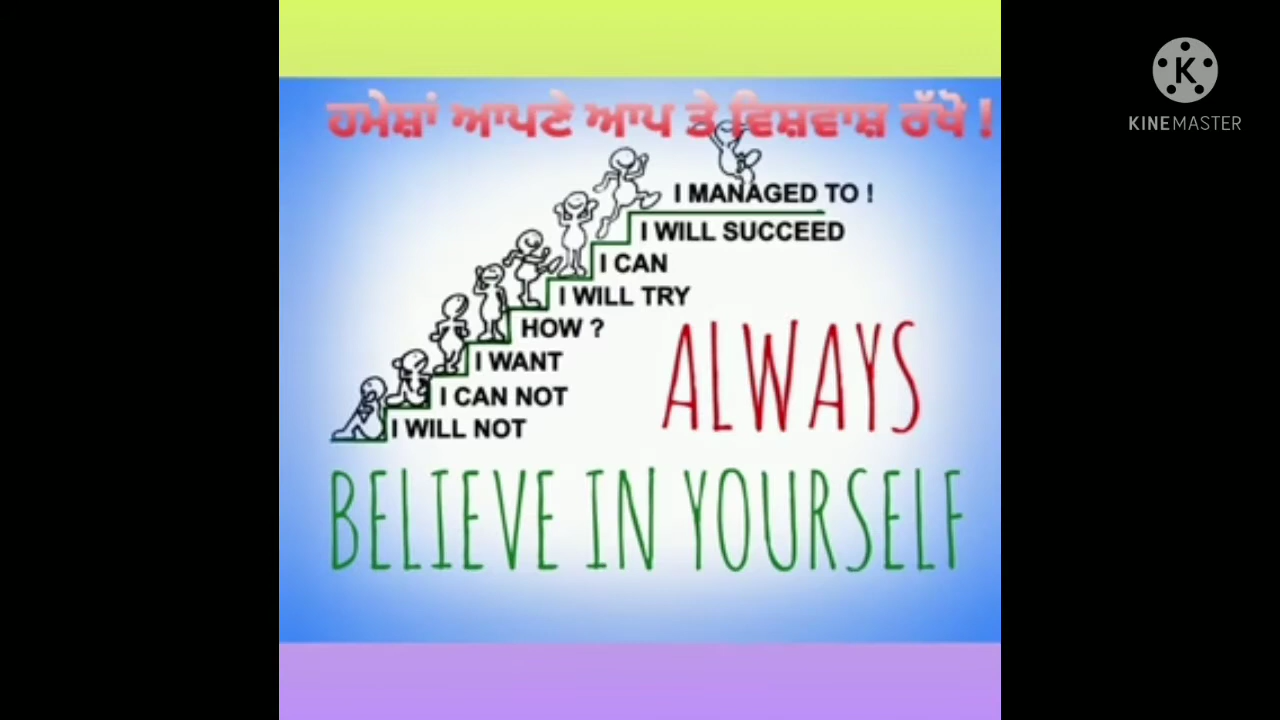 ਹਮੇਸ਼ਾਂ ਆਪਣੇ ਆਪ ਤੇ ਵਿਸ਼ਵਾਸ਼ ਰੱਖੋ !
KINEMASTER
I MANAGED TO !
I WILL SUCCEED
I CAN
I WILL TRY
HOW ?
I WANT
I CAN NOT
I WILL NOT
ALWAYS
BELIEVE IN YOURSELF